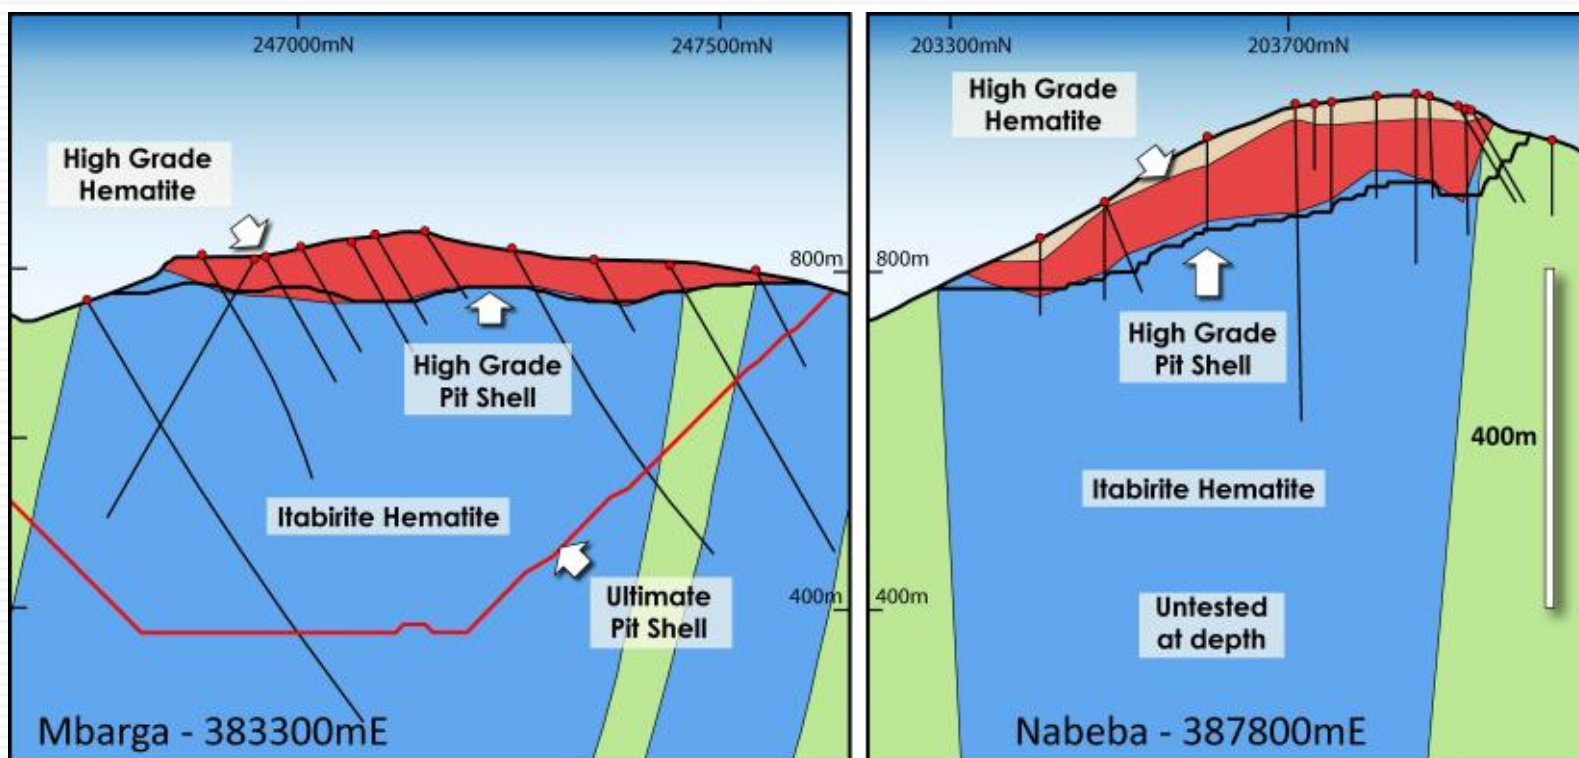 247000mN
247500mN
High Grade
Hematite
800m
High Grade
Pit Shell
Itabirite Hematite
Ultimate
Pit Shell
400m
Mbarga - 383300mE
203300mN
203700mN
High Grade
Hematite
800m
High Grade
Pit Shell
400m
Itabirite Hematite
400m
Untested
at depth
Nabeba - 387800mE